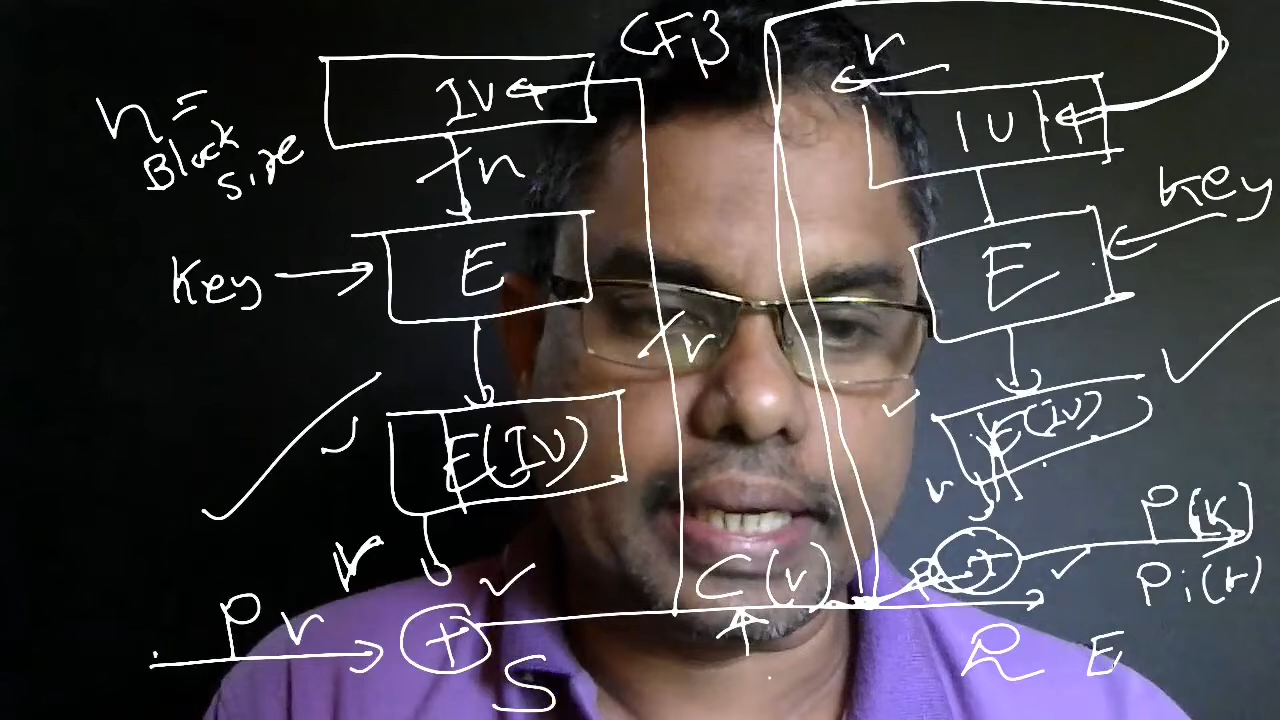 CFB
IV
r
IV
n =
Block
Size
n
Key
E
E
Key
r
E(IV)
E(IV)
r
r
P r
C(r)
P(r)
Pi(r)
S
R
E